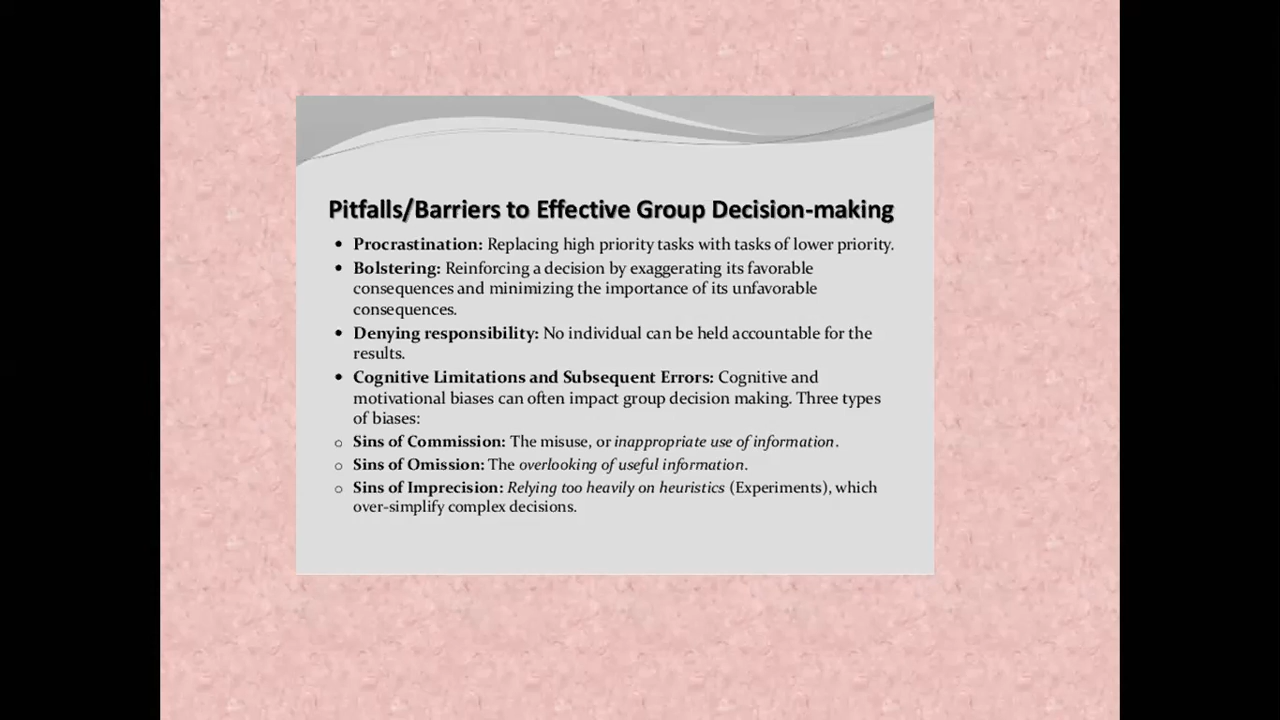 Pitfalls/Barriers to Effective Group Decision-making
• Procrastination: Replacing high priority tasks with tasks of lower priority.
• Bolstering: Reinforcing a decision by exaggerating its favorable
consequences and minimizing the importance of its unfavorable
consequences.
• Denying responsibility: No individual can be held accountable for the
results.
• Cognitive Limitations and Subsequent Errors: Cognitive and
motivational biases can often impact group decision making. Three types
of biases:
○ Sins of Commission: The misuse, or inappropriate use of information.
○ Sins of Omission: The overlooking of useful information.
○ Sins of Imprecision: Relying too heavily on heuristics (Experiments), which
over-simplify complex decisions.